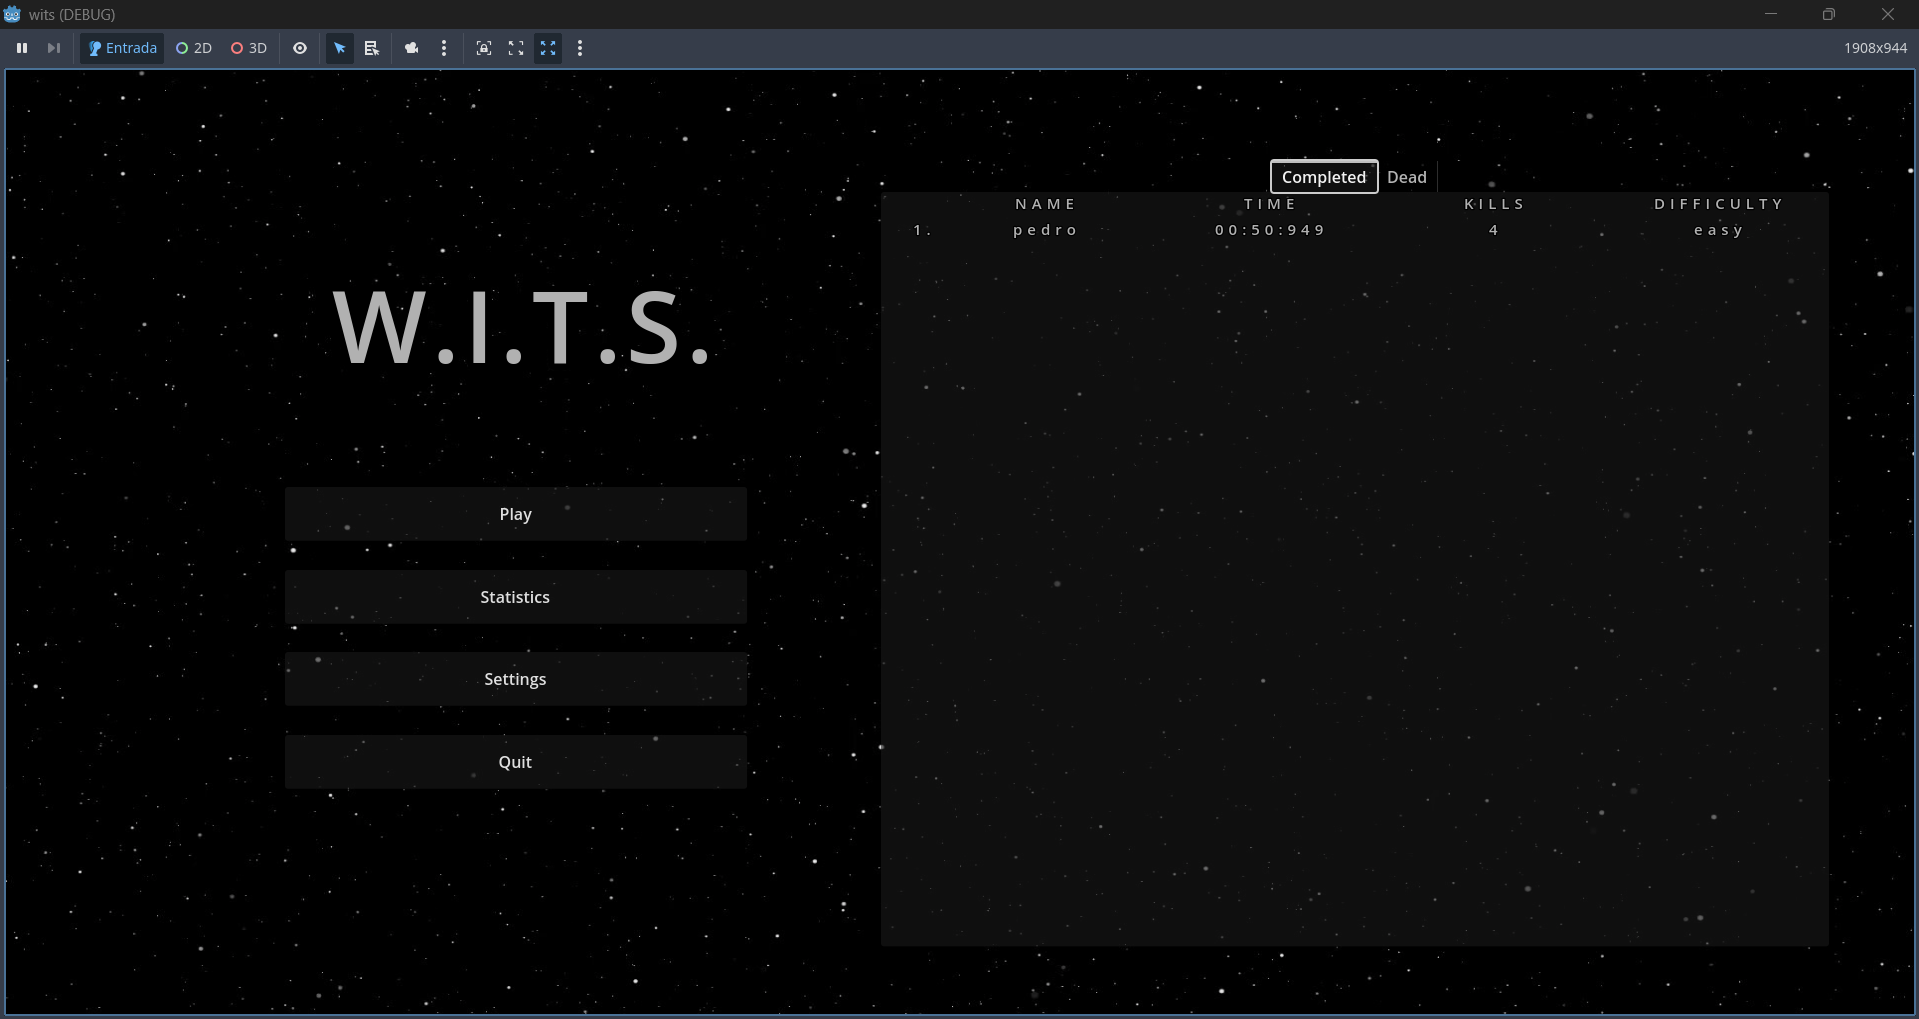 wits (DEBUG)
Entrada 2D 3D 1908x944
Completed Dead
NAME TIME KILLS DIFFICULTY
1. pedro 00:50:949 4 easy
W.I.T.S.
Play
Statistics
Settings
Quit